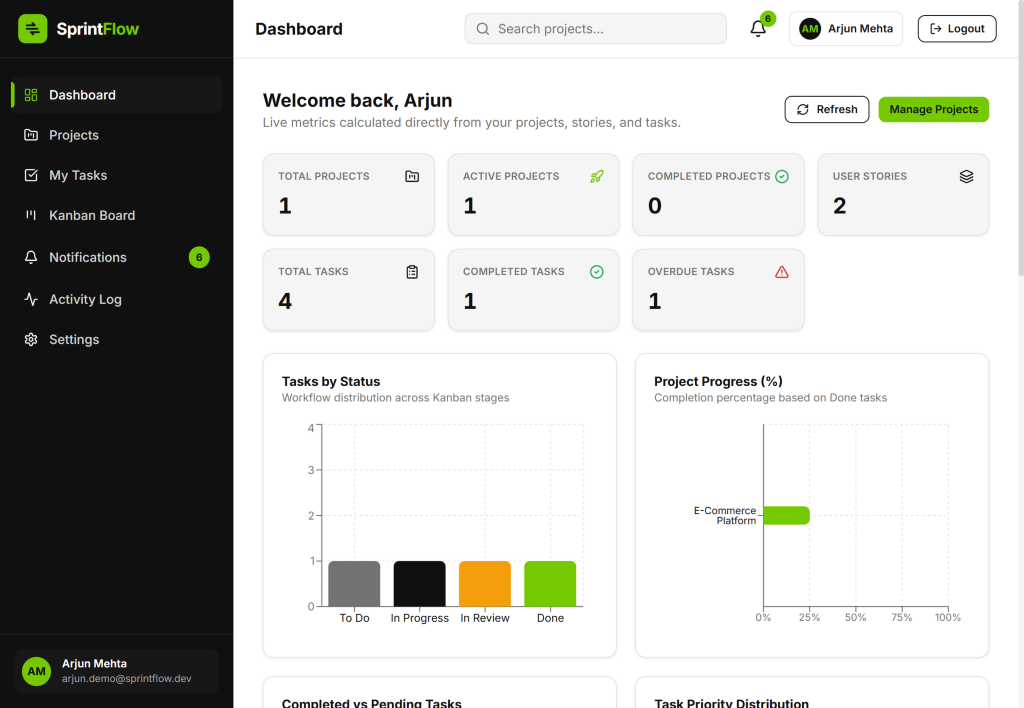 SprintFlow
Dashboard
Projects
My Tasks
Kanban Board
Notifications
6
Activity Log
Settings
AM
Arjun Mehta
arjun.demo@sprintflow.dev
Dashboard
Search projects...
6
AM
Arjun Mehta
Logout
Welcome back, Arjun
Live metrics calculated directly from your projects, stories, and tasks.
Refresh
Manage Projects
TOTAL PROJECTS
1
ACTIVE PROJECTS
1
COMPLETED PROJECTS
0
USER STORIES
2
TOTAL TASKS
4
COMPLETED TASKS
1
OVERDUE TASKS
1
Tasks by Status
Workflow distribution across Kanban stages
4
3
2
1
0
To Do
In Progress
In Review
Done
Project Progress (%)
Completion percentage based on Done tasks
E-Commerce
Platform
0%
25%
50%
75%
100%
Completed vs Pending Tasks
Task Priority Distribution